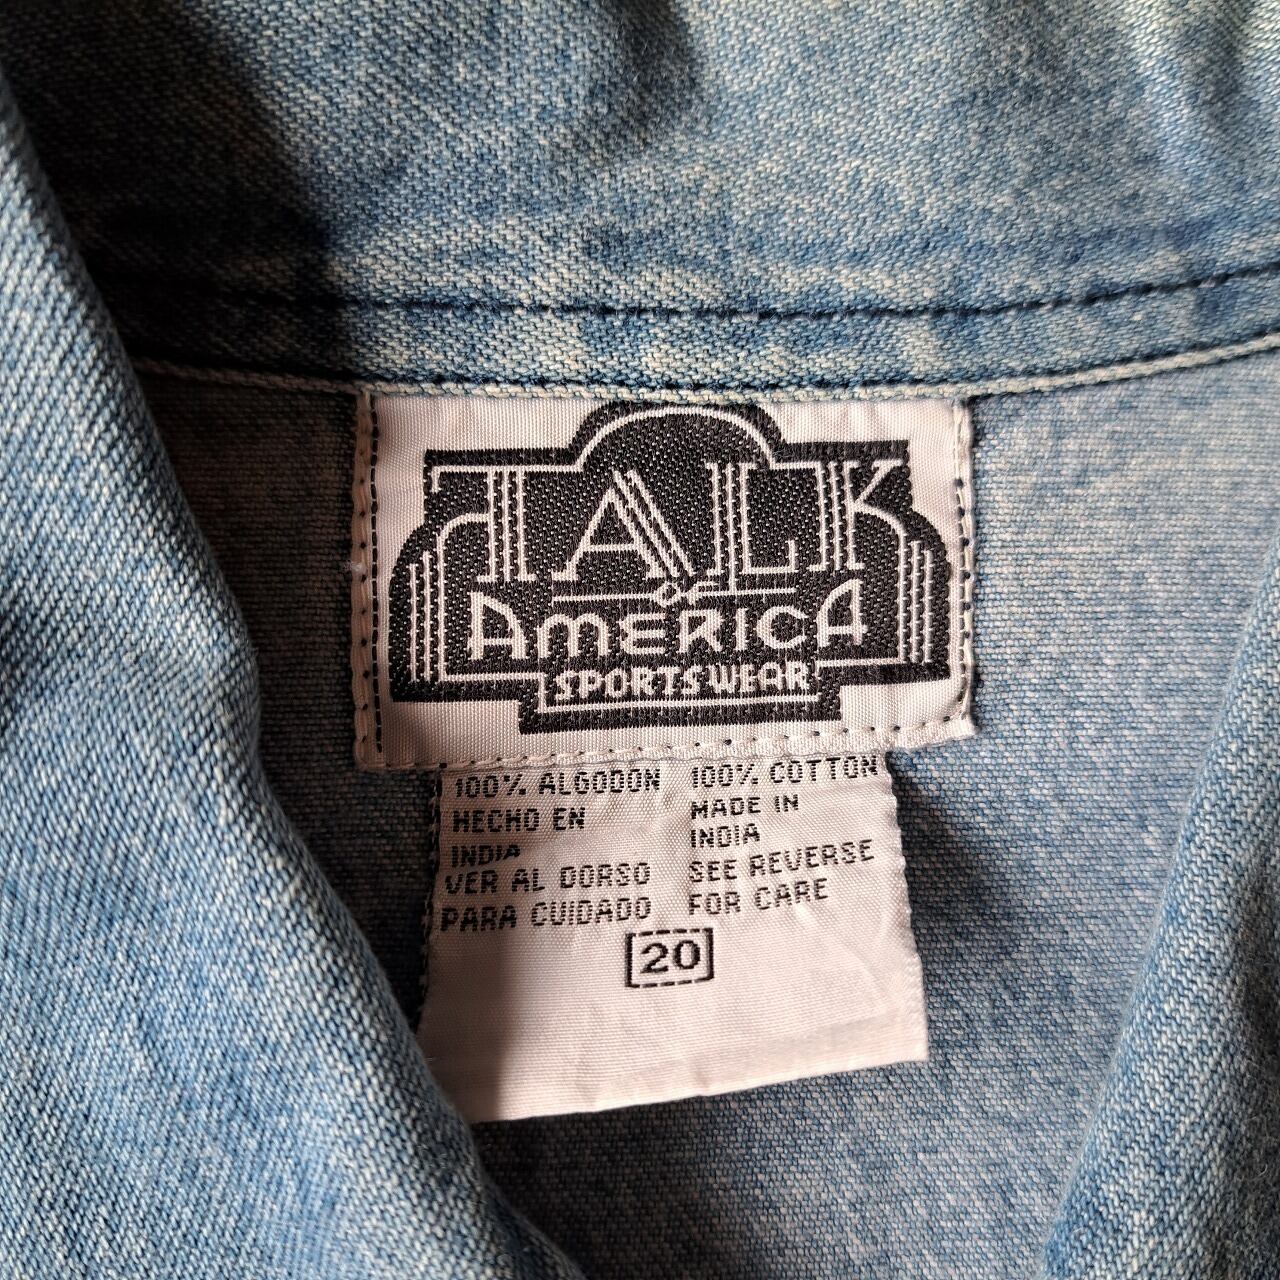 TALK
AMERICA
SPORTSWEAR
100% ALGODON
HECHO EN
INDIA
VER AL DORSO
PARA CUIDADO
100% COTTON
MADE IN
INDIA
SEE REVERSE
FOR CARE
20